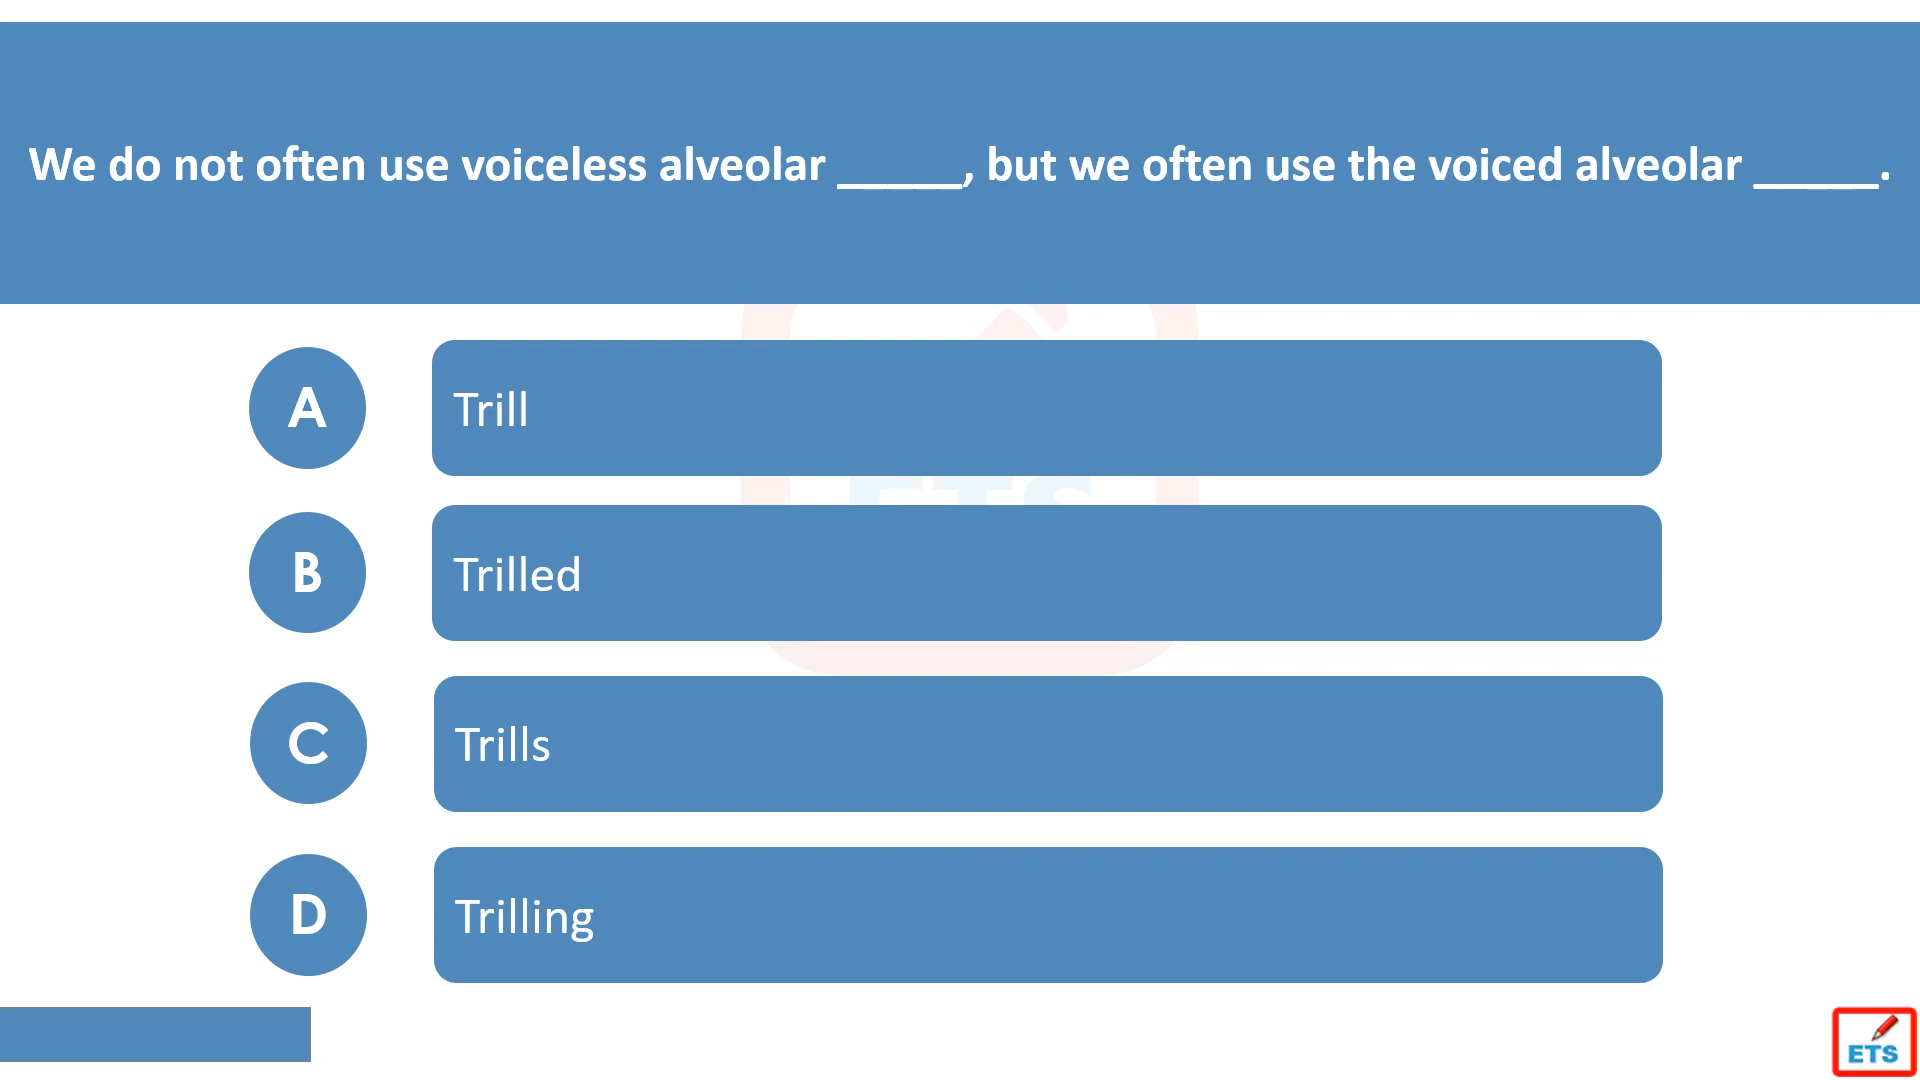 We do not often use voiceless alveolar _____, but we often use the voiced alveolar _____.
A
Trill
B
Trilled
C
Trills
D
Trilling
ETS
ETS